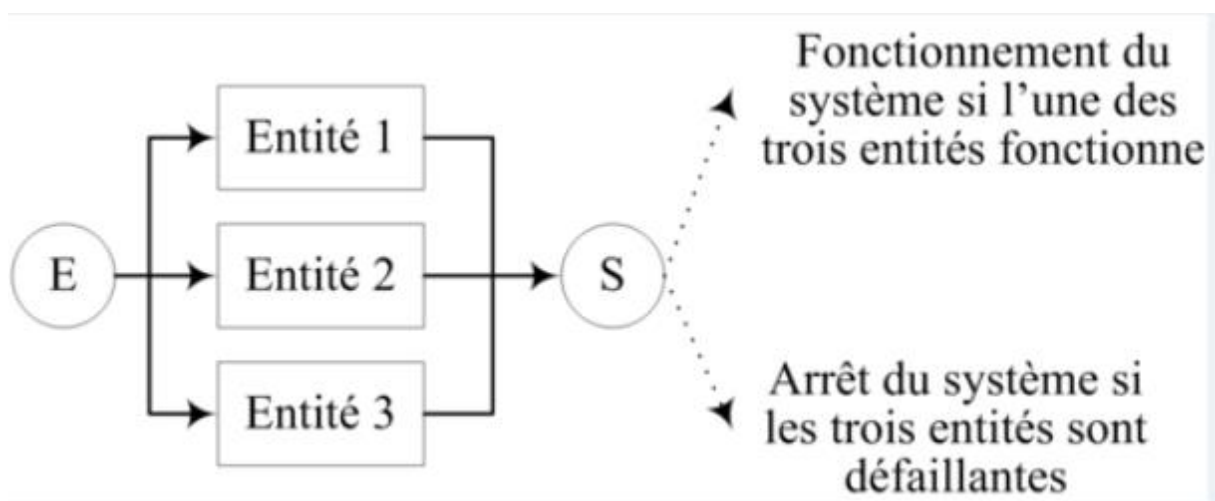 Fonctionnement du
système si l'une des
trois entités fonctionne
Entité 1
E
Entité 2
S
Entité 3
Arrêt du système si
les trois entités sont
défaillantes